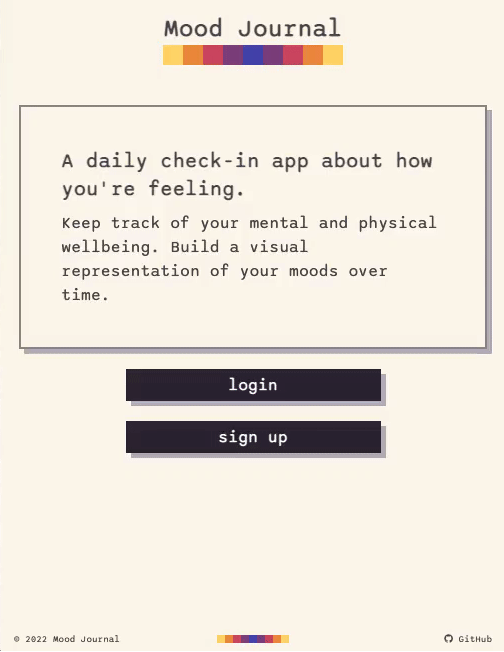 Mood Journal
A daily check-in app about how
you're feeling.
Keep track of your mental and physical
wellbeing. Build a visual
representation of your moods over
time.
login
sign up
© 2022 Mood Journal
GitHub